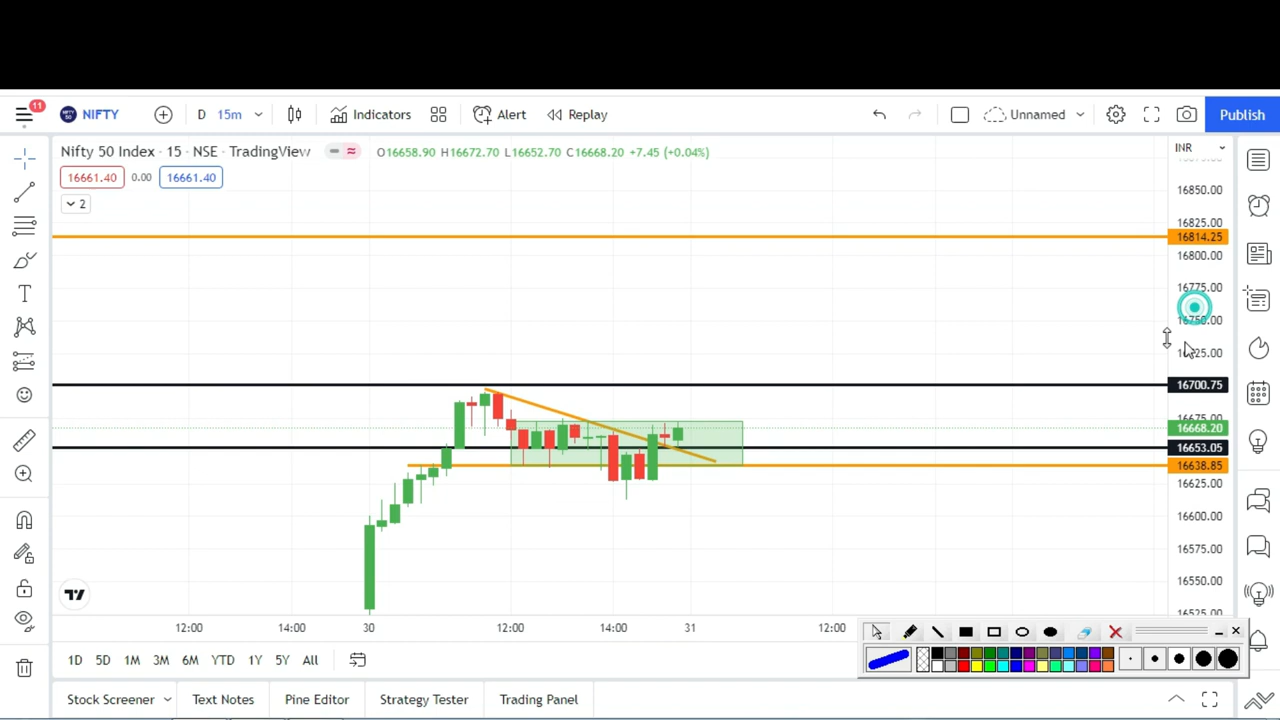 11
NIFTY
D 15m
Indicators
Alert
Replay
Unnamed
Publish
Nifty 50 Index · 15 · NSE · TradingView
O16658.90 H16672.70 L16652.70 C16668.20 +7.45 (+0.04%)
INR
16661.40 0.00 16661.40
2
16850.00
16825.00
16814.25
16800.00
16775.00
16750.00
16700.75
16675.00
16668.20
16653.05
16638.85
16625.00
16600.00
16575.00
16550.00
16525.00
12:00 14:00 30 12:00 14:00 31 12:00
1D 5D 1M 3M 6M YTD 1Y 5Y All
Stock Screener Text Notes Pine Editor Strategy Tester Trading Panel